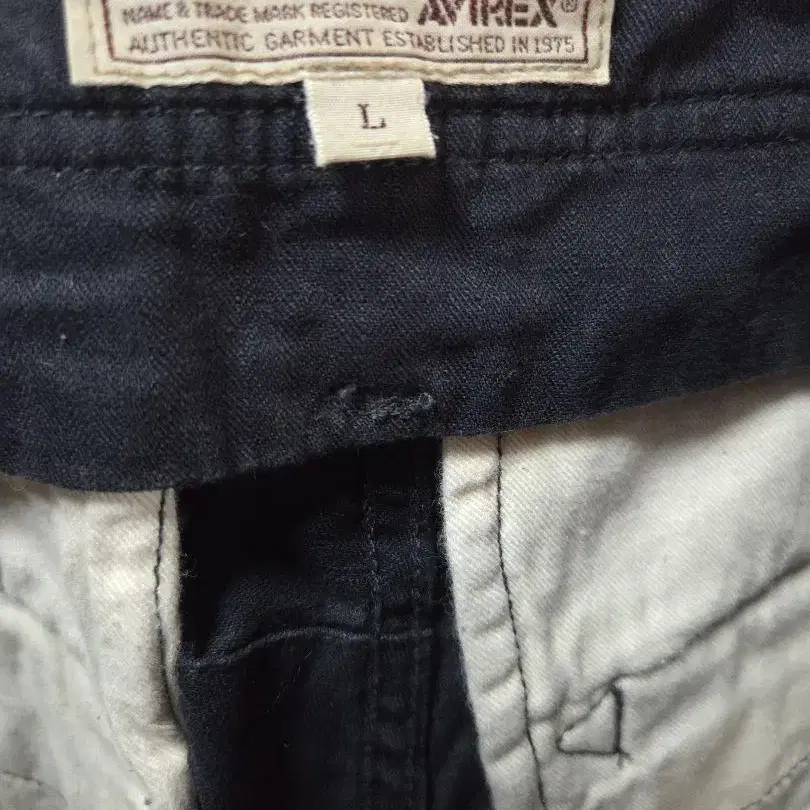 NAME & TRADE MARK REGISTERED AVIREX®
AUTHENTIC GARMENT ESTABLISHED IN 1975
L